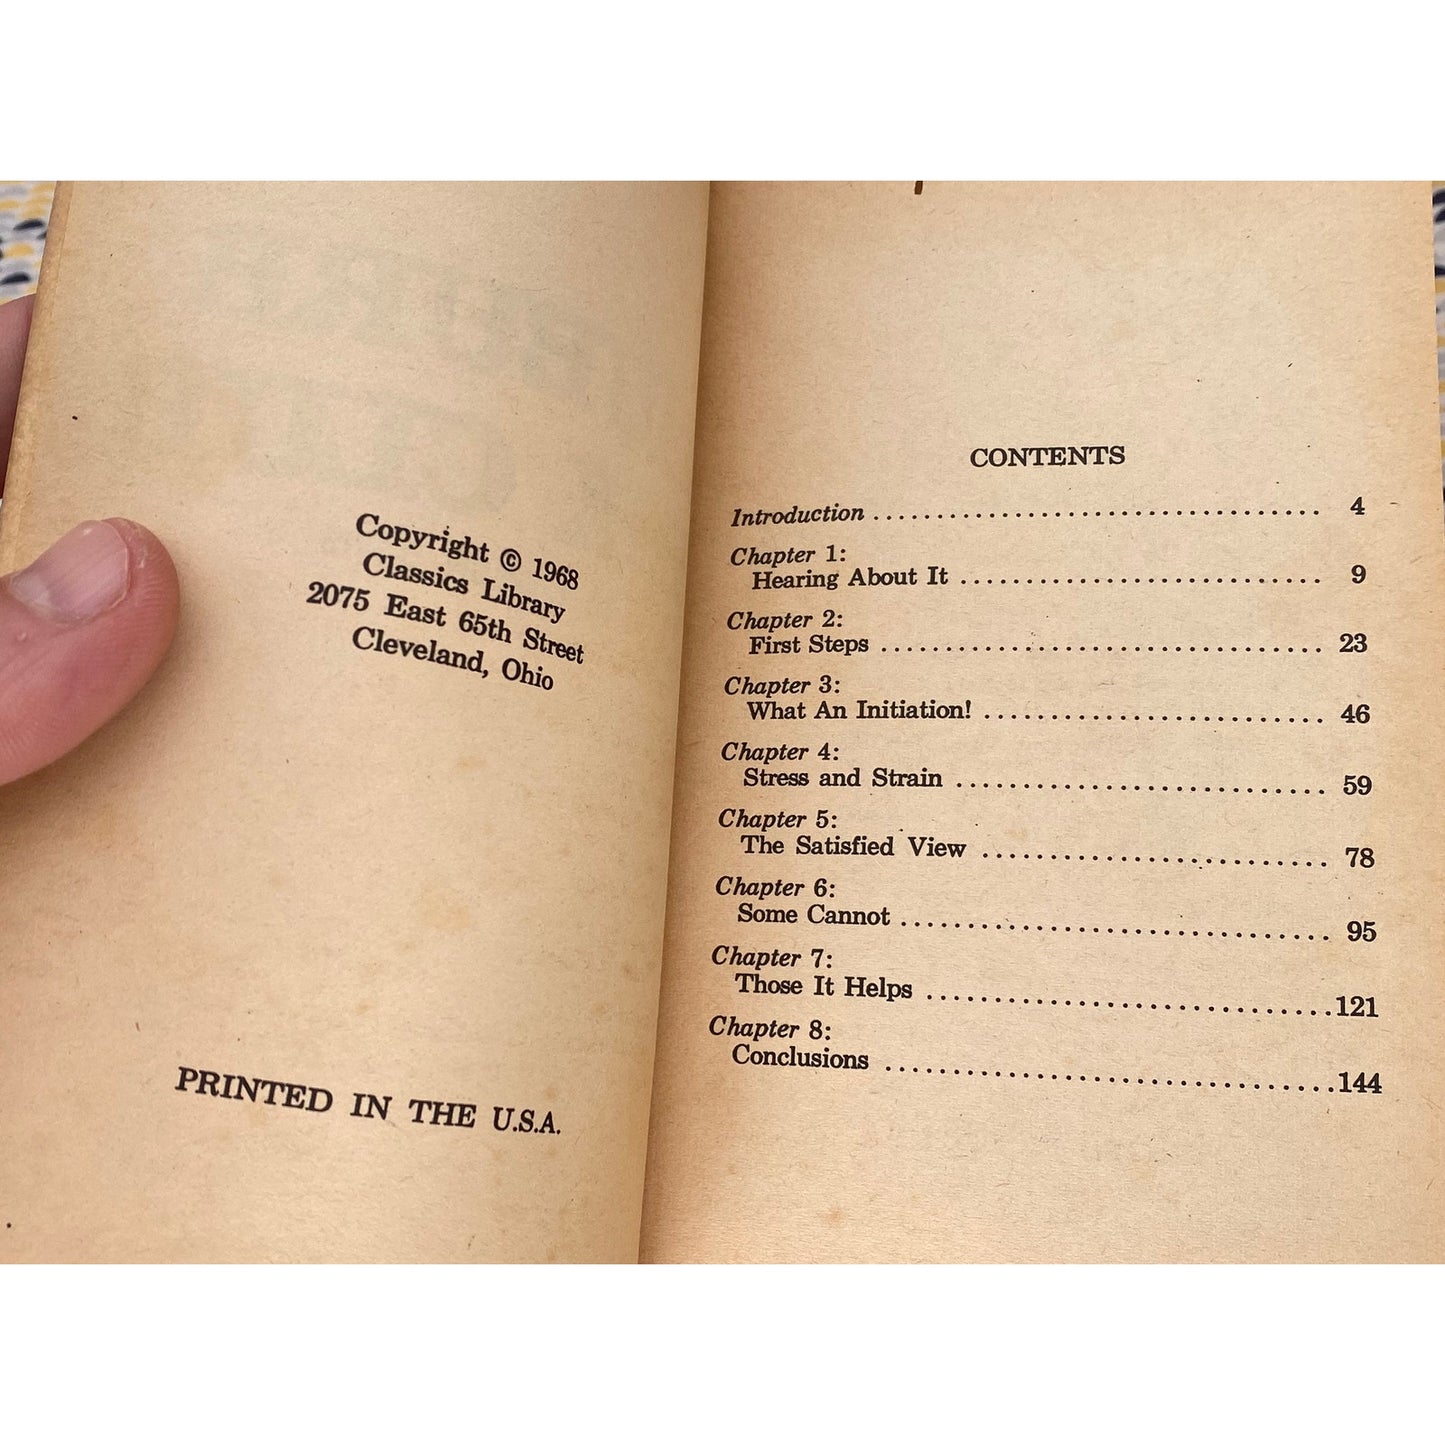 Copyright © 1968
Classics Library
2075 East 65th Street
Cleveland, Ohio
PRINTED IN THE U.S.A.
CONTENTS
Introduction .................................. 4
Chapter 1:
Hearing About It ............................ 9
Chapter 2:
First Steps .................................. 23
Chapter 3:
What An Initiation! .......................... 46
Chapter 4:
Stress and Strain ............................ 59
Chapter 5:
The Satisfied View .......................... 78
Chapter 6:
Some Cannot ................................ 95
Chapter 7:
Those It Helps ...............................121
Chapter 8:
Conclusions ..................................144